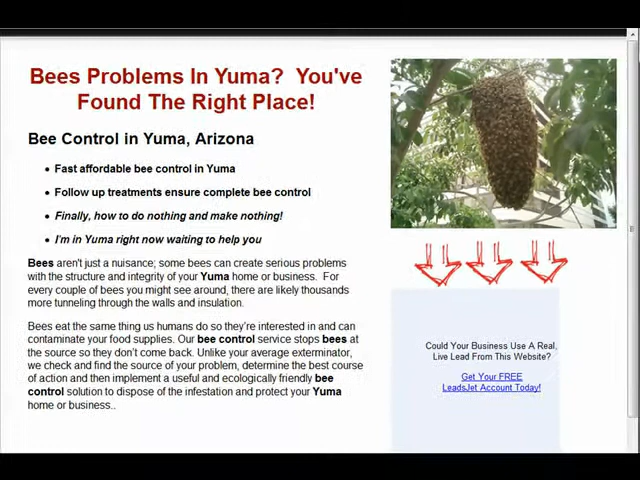 Bees Problems In Yuma?  You've
Found The Right Place!
Bee Control in Yuma, Arizona
• Fast affordable bee control in Yuma
• Follow up treatments ensure complete bee control
• Finally, how to do nothing and make nothing!
• I'm in Yuma right now waiting to help you
Bees aren't just a nuisance; some bees can create serious problems
with the structure and integrity of your Yuma home or business.  For
every couple of bees you might see around, there are likely thousands
more tunneling through the walls and insulation.
Bees eat the same thing us humans do so they're interested in and can
contaminate your food supplies. Our bee control service stops bees at
the source so they don't come back. Unlike your average exterminator,
we check and find the source of your problem, determine the best course
of action and then implement a useful and ecologically friendly bee
control solution to dispose of the infestation and protect your Yuma
home or business..
Could Your Business Use A Real,
Live Lead From This Website?
Get Your FREE
LeadsJet Account Today!